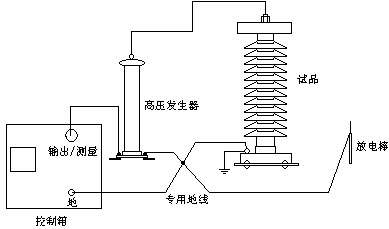 试品
高压发生器
输出/测量
放电棒
地
专用地线
控制箱